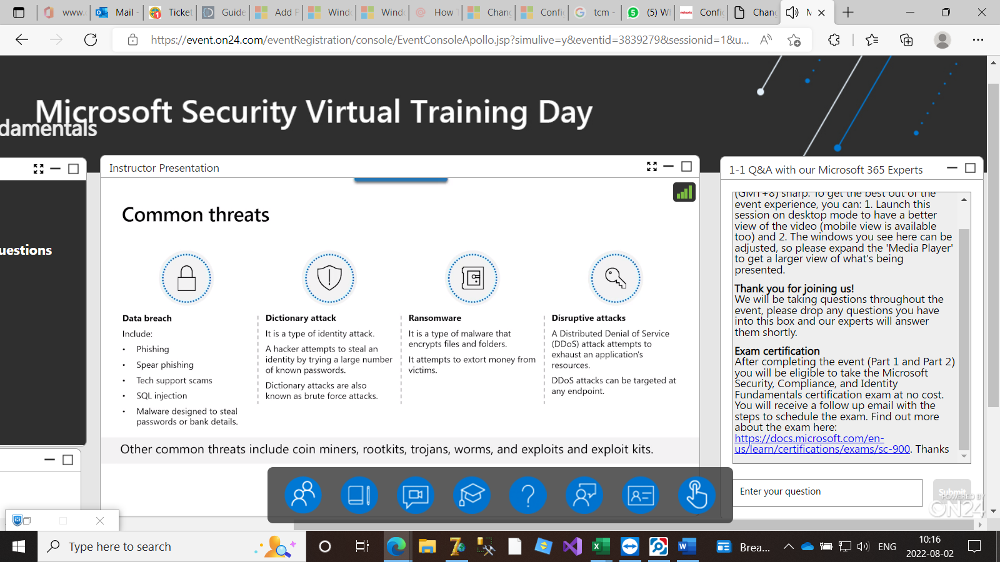 www.
Mail -
Ticket
Guide
Add P
Windo
Windo
How T
Chang
Config
tcm -
(5) Wh
Config
Chang
M
https://event.on24.com/eventRegistration/console/EventConsoleApollo.jsp?simulive=y&eventid=3839279&sessionid=1&u...
Microsoft Security Virtual Training Day
damentals
uestions
Instructor Presentation
Common threats
Data breach
Include:
• Phishing
• Spear phishing
• Tech support scams
• SQL injection
• Malware designed to steal
passwords or bank details.
Dictionary attack
It is a type of identity attack.
A hacker attempts to steal an
identity by trying a large number
of known passwords.
Dictionary attacks are also
known as brute force attacks.
Ransomware
It is a type of malware that
encrypts files and folders.
It attempts to extort money from
victims.
Disruptive attacks
A Distributed Denial of Service
(DDoS) attack attempts to
exhaust an application's
resources.
DDoS attacks can be targeted at
any endpoint.
Other common threats include coin miners, rootkits, trojans, worms, and exploits and exploit kits.
1-1 Q&A with our Microsoft 365 Experts
(GMT+8) sharp. To get the best out of the
event experience, you can: 1. Launch this
session on desktop mode to have a better
view of the video (mobile view is available
too) and 2. The windows you see here can be
adjusted, so please expand the 'Media Player'
to get a larger view of what's being
presented.
Thank you for joining us!
We will be taking questions throughout the
event, please drop any questions you have
into this box and our experts will answer
them shortly.
Exam certification
After completing the event (Part 1 and Part 2)
you will be eligible to take the Microsoft
Security, Compliance, and Identity
Fundamentals certification exam at no cost.
You will receive a follow up email with the
steps to schedule the exam. Find out more
about the exam here:
https://docs.microsoft.com/en-
us/learn/certifications/exams/sc-900. Thanks
Enter your question
Submit
POWERED BY
ON24
Type here to search
Brea...
ENG
10:16
2022-08-02